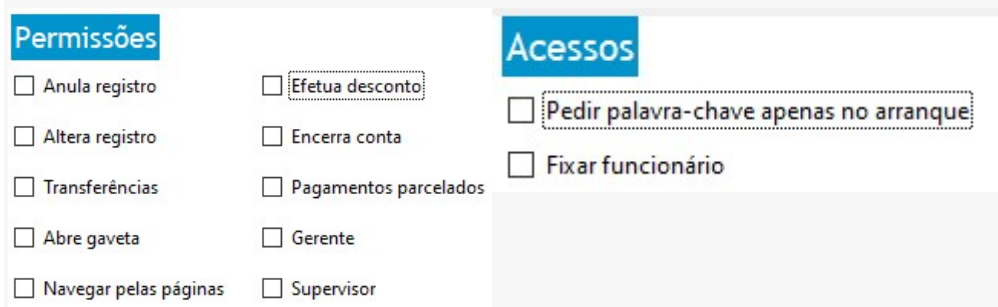 Permissões
Anula registro
Efetua desconto
Altera registro
Encerra conta
Transferências
Pagamentos parcelados
Abre gaveta
Gerente
Navegar pelas páginas
Supervisor
Acessos
Pedir palavra-chave apenas no arranque
Fixar funcionário